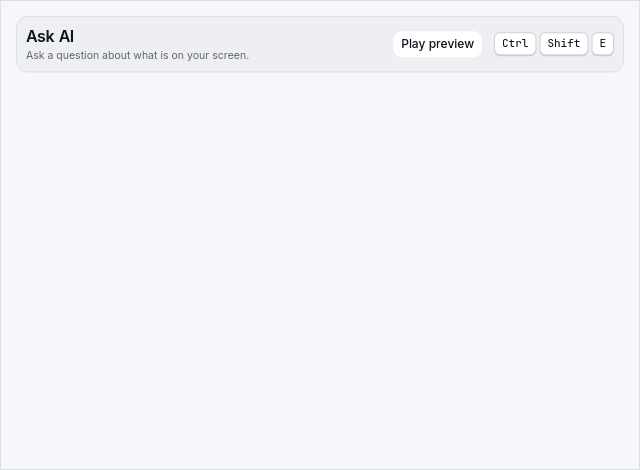 Ask AI
Ask a question about what is on your screen.
Play preview
Ctrl Shift E